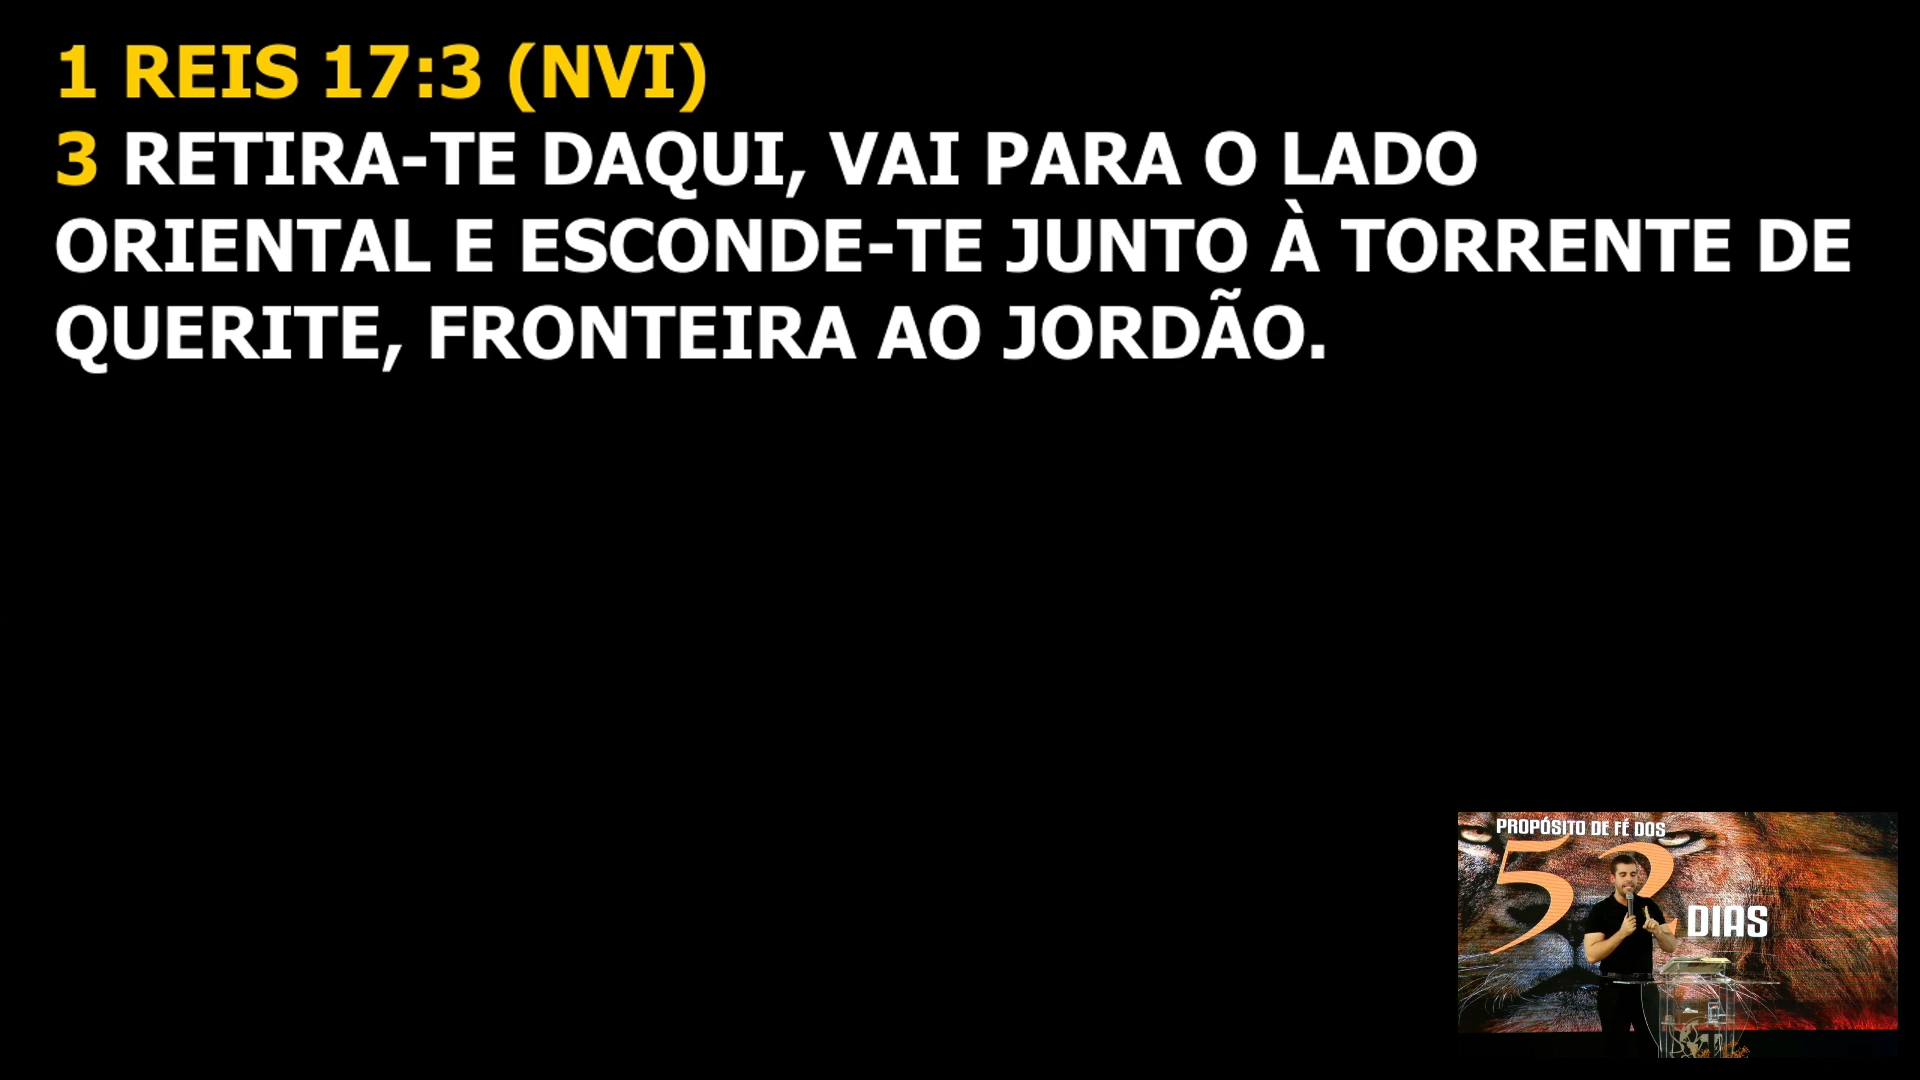 1 REIS 17:3 (NVI)
3 RETIRA-TE DAQUI, VAI PARA O LADO
ORIENTAL E ESCONDE-TE JUNTO À TORRENTE DE
QUERITE, FRONTEIRA AO JORDÃO.
PROPÓSITO DE FÉ DOS
52
DIAS